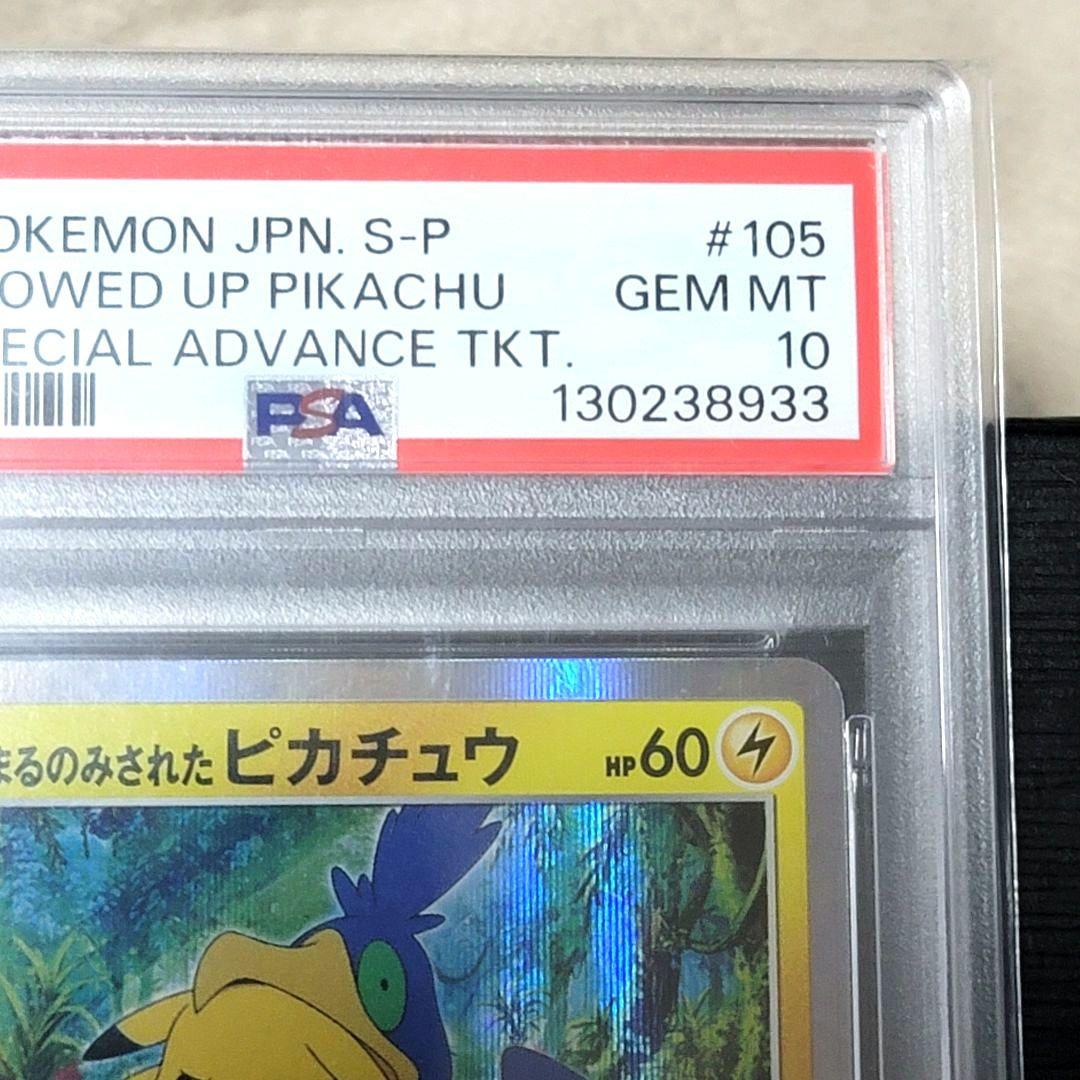 OKEMON JPN. S-P #105
OWED UP PIKACHU GEM MT
ECIAL ADVANCE TKT. 10
PSA 130238933
まるのみされたピカチュウ HP60